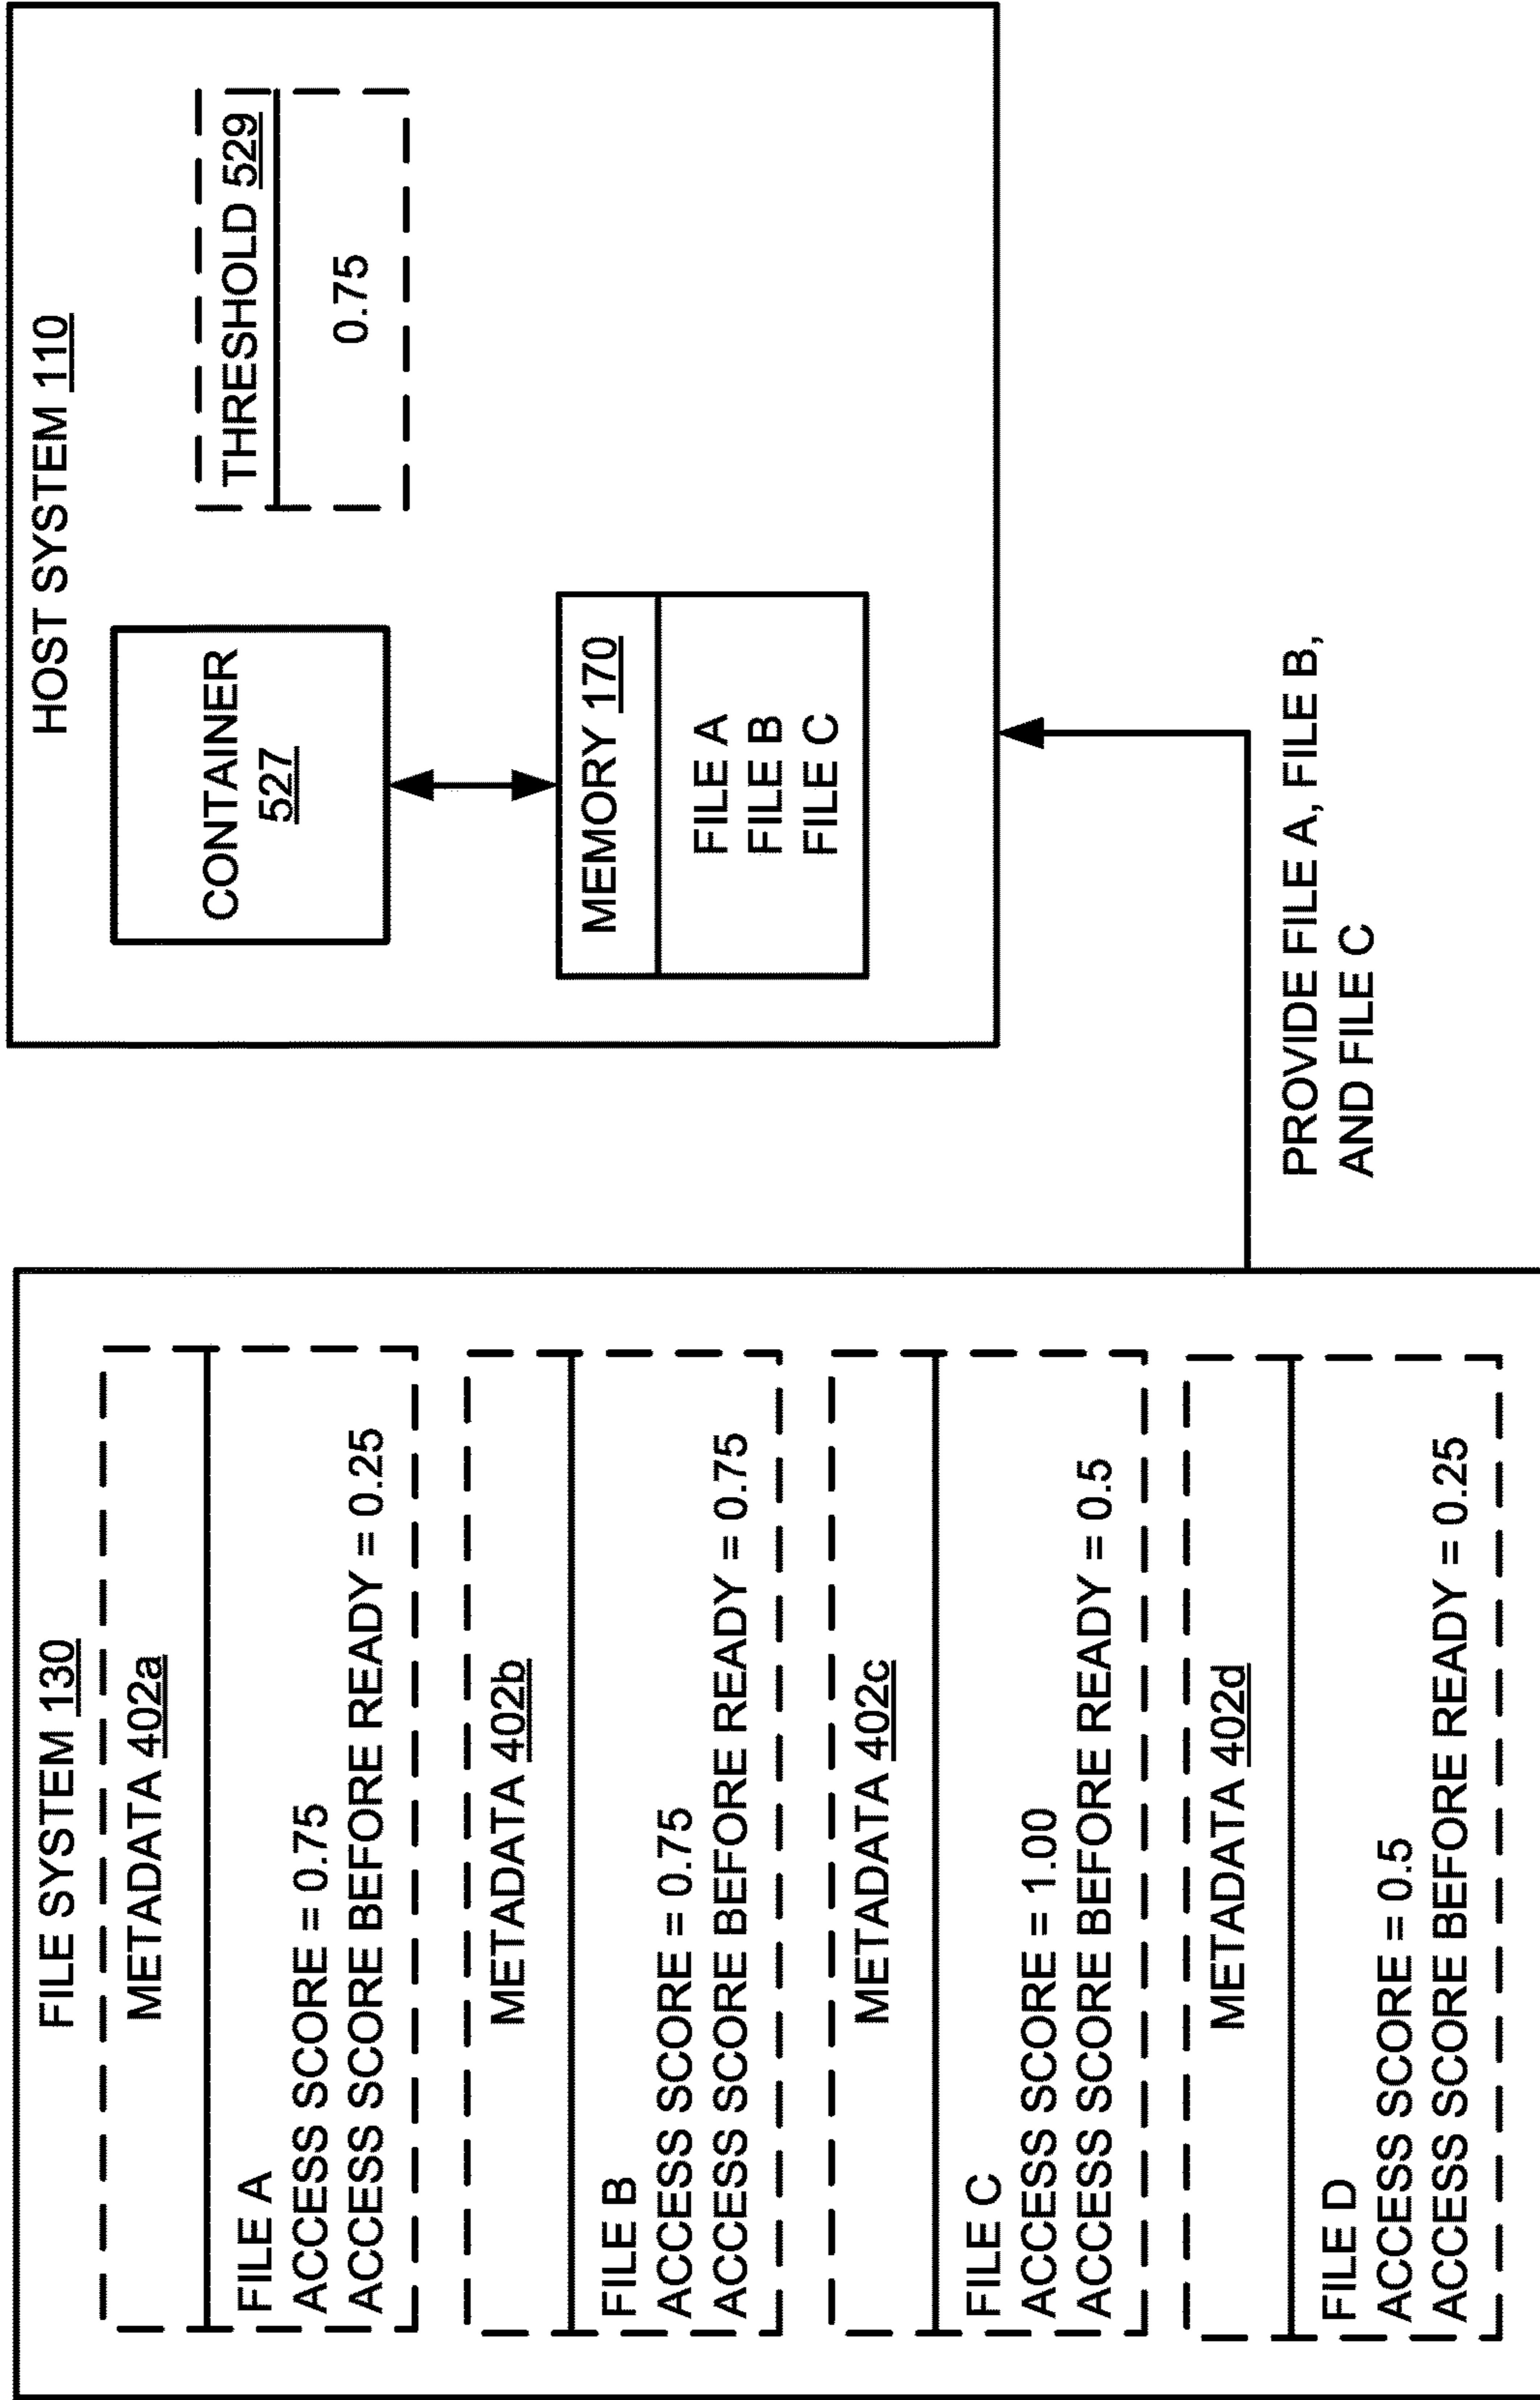 FILE SYSTEM 130
METADATA 402a
FILE A
ACCESS SCORE = 0.75
ACCESS SCORE BEFORE READY = 0.25
METADATA 402b
FILE B
ACCESS SCORE = 0.75
ACCESS SCORE BEFORE READY = 0.75
METADATA 402c
FILE C
ACCESS SCORE = 1.00
ACCESS SCORE BEFORE READY = 0.5
METADATA 402d
FILE D
ACCESS SCORE = 0.5
ACCESS SCORE BEFORE READY = 0.25
PROVIDE FILE A, FILE B,
AND FILE C
HOST SYSTEM 110
CONTAINER
527
MEMORY 170
FILE A
FILE B
FILE C
THRESHOLD 529
0.75